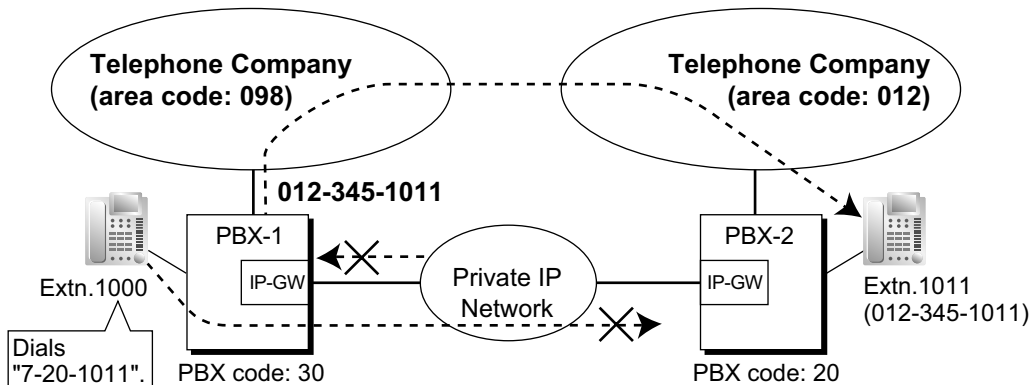 Telephone Company
(area code: 098)
Telephone Company
(area code: 012)
012-345-1011
PBX-1
PBX-2
IP-GW
Private IP
Network
IP-GW
Extn.1000
Extn.1011
(012-345-1011)
Dials
"7-20-1011".
PBX code: 30
PBX code: 20